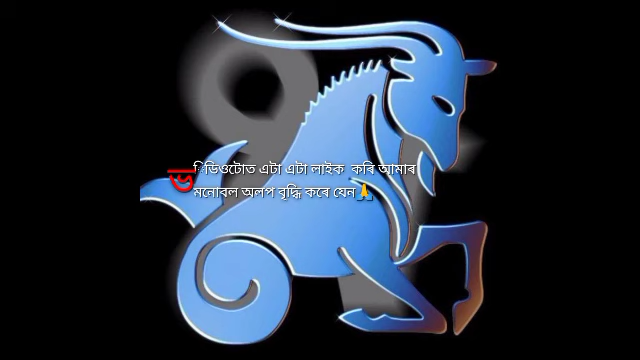 ভিডিওটোত এটা এটা লাইক কৰি আমাৰ
মনোবল অলপ বৃদ্ধি কৰে যেন🙏